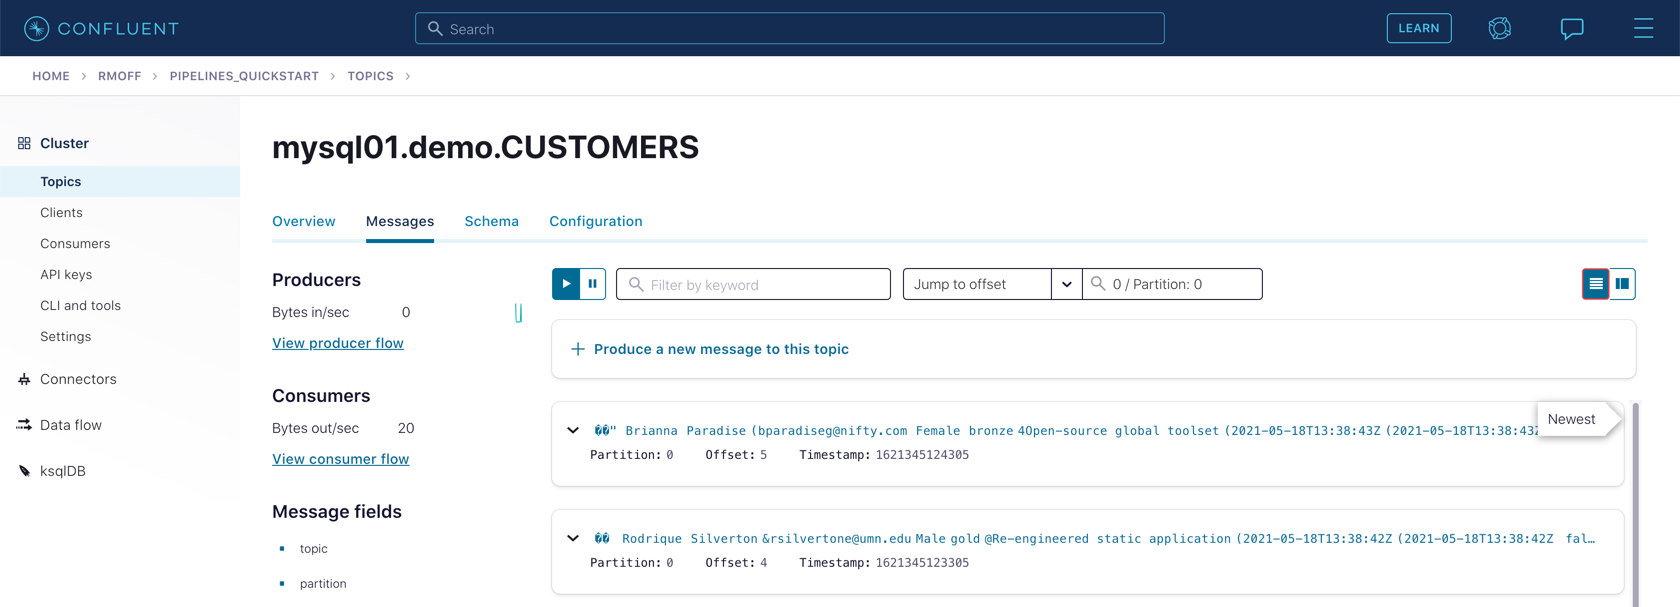 CONFLUENT
Search
LEARN
HOME > RMOFF > PIPELINES_QUICKSTART > TOPICS >
Cluster
Topics
Clients
Consumers
API keys
CLI and tools
Settings
Connectors
Data flow
ksqlDB
mysql01.demo.CUSTOMERS
Overview Messages Schema Configuration
Producers
Bytes in/sec 0
View producer flow
Consumers
Bytes out/sec 20
View consumer flow
Message fields
topic
partition
Filter by keyword
Jump to offset
0 / Partition: 0
+ Produce a new message to this topic
Newest
��" Brianna Paradise(bparadiseg@nifty.com Female bronze 4Open-source global toolset(2021-05-18T13:38:43Z(2021-05-18T13:38:43Z
Partition: 0 Offset: 5 Timestamp: 1621345124305
�� Rodrique Silverton&rsilvertone@umn.edu Male gold @Re-engineered static application(2021-05-18T13:38:42Z(2021-05-18T13:38:42Z fal…
Partition: 0 Offset: 4 Timestamp: 1621345123305